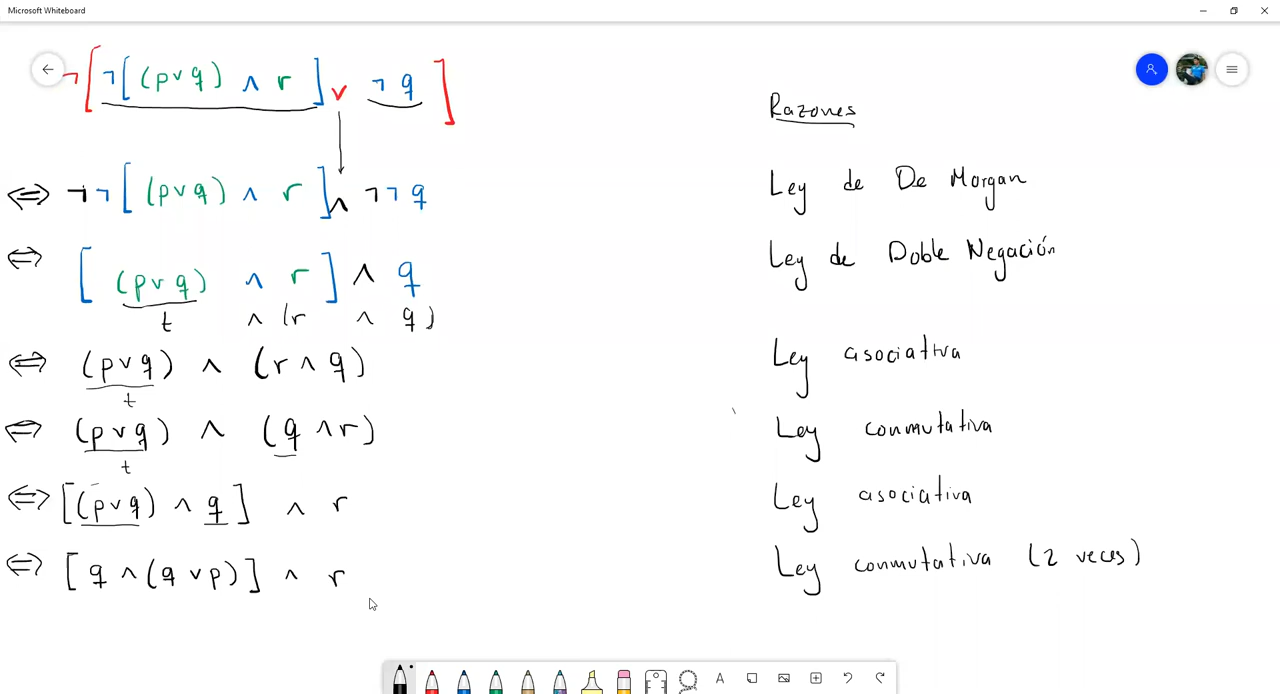 Microsoft Whiteboard
¬[¬[(p∨q) ∧ r] ∨ ¬q]
Razones
⇔ ¬¬[(p∨q) ∧ r] ∧ ¬¬q Ley de De Morgan
⇔ [(p∨q) ∧ r] ∧ q Ley de Doble Negación
t ∧ (r ∧ q)
⇔ (p∨q) ∧ (r∧q) Ley asociativa
t
⇔ (p∨q) ∧ (q∧r) Ley conmutativa
t
⇔ [(p∨q) ∧ q] ∧ r Ley asociativa
⇔ [q ∧ (q∨p)] ∧ r Ley conmutativa (2 veces)
A